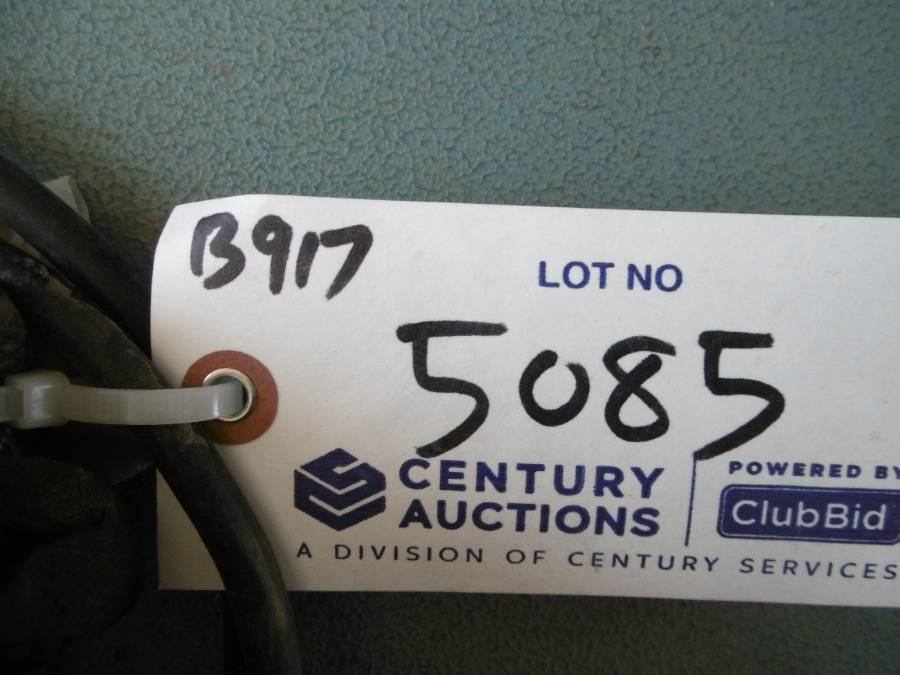 B917
LOT NO
5085
CENTURY
AUCTIONS
A DIVISION OF CENTURY SERVICES
POWERED BY
ClubBid